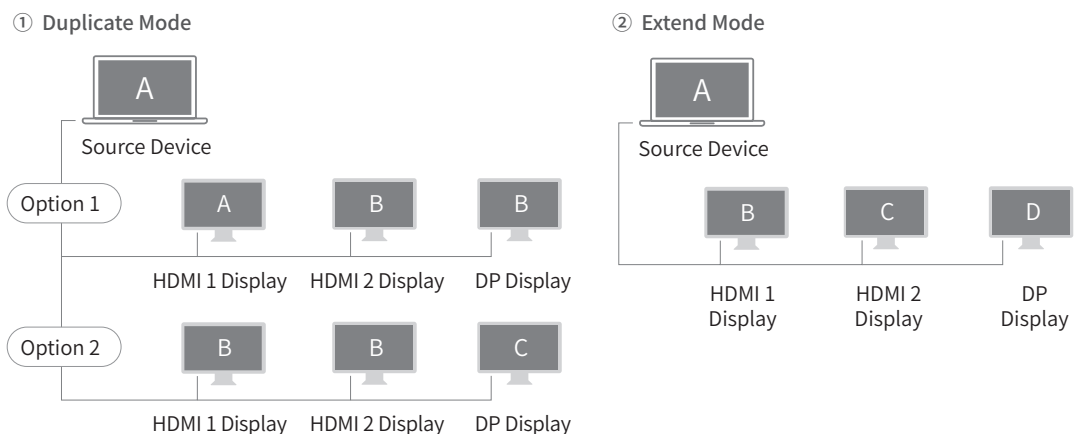 ① Duplicate Mode
A
Source Device
Option 1
A
B
B
HDMI 1 Display
HDMI 2 Display
DP Display
Option 2
B
B
C
HDMI 1 Display
HDMI 2 Display
DP Display
② Extend Mode
A
Source Device
B
C
D
HDMI 1
Display
HDMI 2
Display
DP
Display